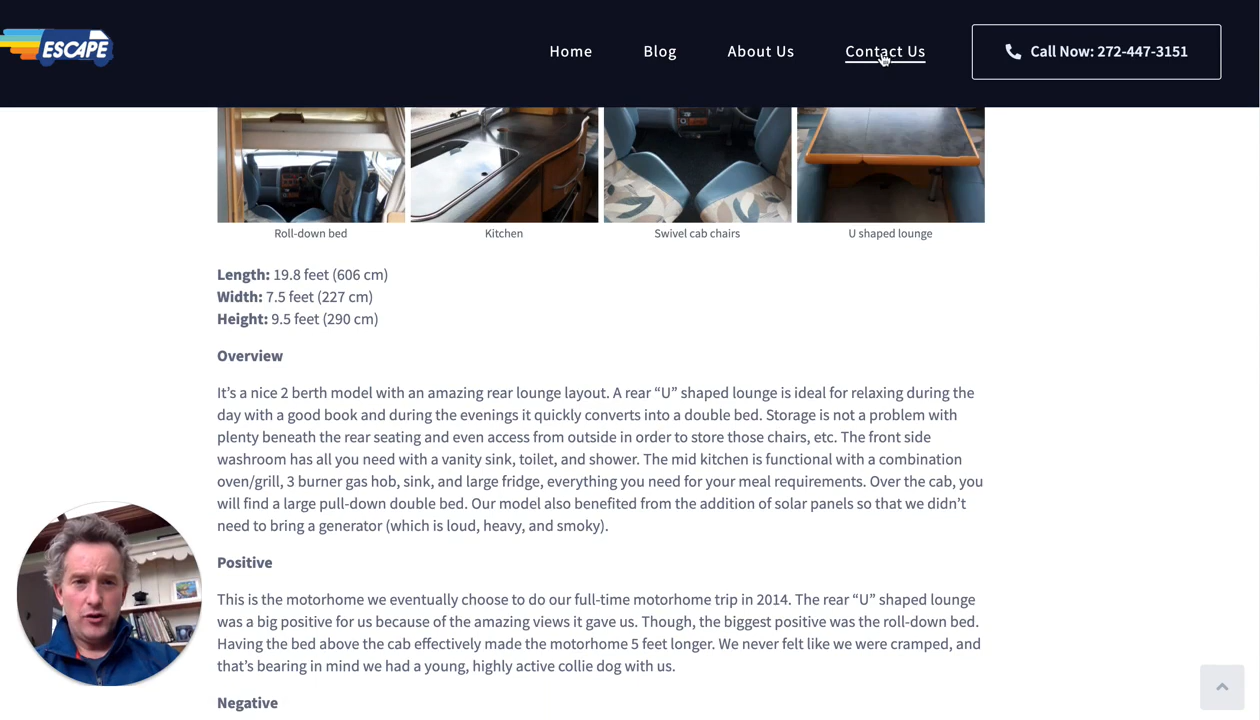 ESCAPE
Home
Blog
About Us
Contact Us
Call Now: 272-447-3151
Roll-down bed
Kitchen
Swivel cab chairs
U shaped lounge
Length: 19.8 feet (606 cm)
Width: 7.5 feet (227 cm)
Height: 9.5 feet (290 cm)
Overview
It’s a nice 2 berth model with an amazing rear lounge layout. A rear “U” shaped lounge is ideal for relaxing during the
day with a good book and during the evenings it quickly converts into a double bed. Storage is not a problem with
plenty beneath the rear seating and even access from outside in order to store those chairs, etc. The front side
washroom has all you need with a vanity sink, toilet, and shower. The mid kitchen is functional with a combination
oven/grill, 3 burner gas hob, sink, and large fridge, everything you need for your meal requirements. Over the cab, you
will find a large pull-down double bed. Our model also benefited from the addition of solar panels so that we didn’t
need to bring a generator (which is loud, heavy, and smoky).
Positive
This is the motorhome we eventually choose to do our full-time motorhome trip in 2014. The rear “U” shaped lounge
was a big positive for us because of the amazing views it gave us. Though, the biggest positive was the roll-down bed.
Having the bed above the cab effectively made the motorhome 5 feet longer. We never felt like we were cramped, and
that’s bearing in mind we had a young, highly active collie dog with us.
Negative